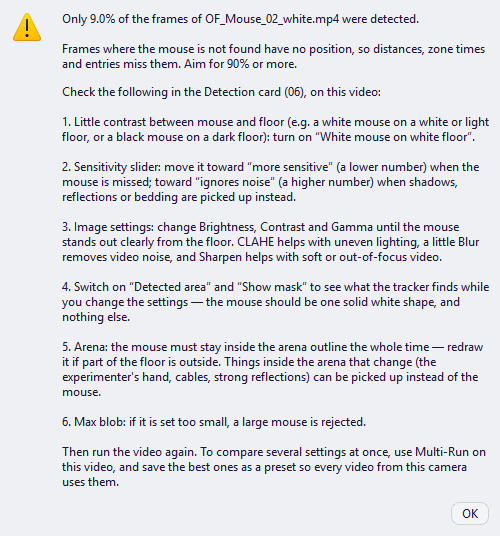 Only 9.0% of the frames of OF_Mouse_02_white.mp4 were detected.
Frames where the mouse is not found have no position, so distances, zone times
and entries miss them. Aim for 90% or more.
Check the following in the Detection card (06), on this video:
1. Little contrast between mouse and floor (e.g. a white mouse on a white or light
floor, or a black mouse on a dark floor): turn on “White mouse on white floor”.
2. Sensitivity slider: move it toward “more sensitive” (a lower number) when the
mouse is missed; toward “ignores noise” (a higher number) when shadows,
reflections or bedding are picked up instead.
3. Image settings: change Brightness, Contrast and Gamma until the mouse
stands out clearly from the floor. CLAHE helps with uneven lighting, a little Blur
removes video noise, and Sharpen helps with soft or out-of-focus video.
4. Switch on “Detected area” and “Show mask” to see what the tracker finds while
you change the settings — the mouse should be one solid white shape, and
nothing else.
5. Arena: the mouse must stay inside the arena outline the whole time — redraw
it if part of the floor is outside. Things inside the arena that change (the
experimenter's hand, cables, strong reflections) can be picked up instead of the
mouse.
6. Max blob: if it is set too small, a large mouse is rejected.
Then run the video again. To compare several settings at once, use Multi-Run on
this video, and save the best ones as a preset so every video from this camera
uses them.
OK